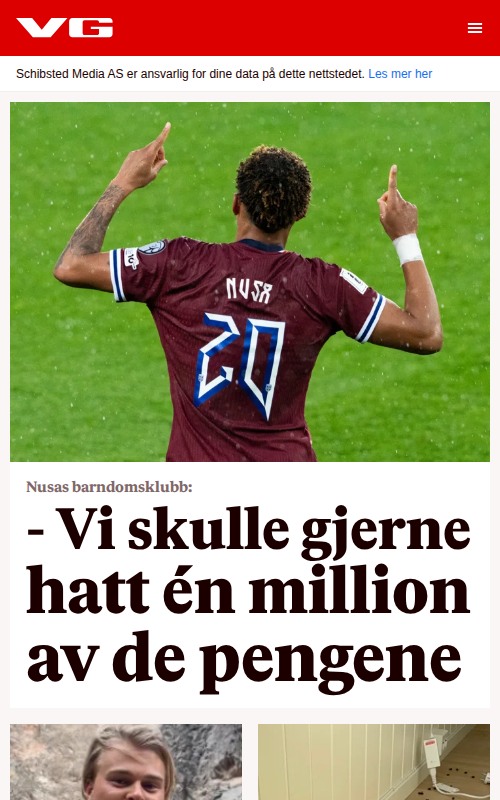 VG
Schibsted Media AS er ansvarlig for dine data på dette nettstedet. Les mer her
NUSA
20
Nusas barndomsklubb:
- Vi skulle gjerne
hatt én million
av de pengene